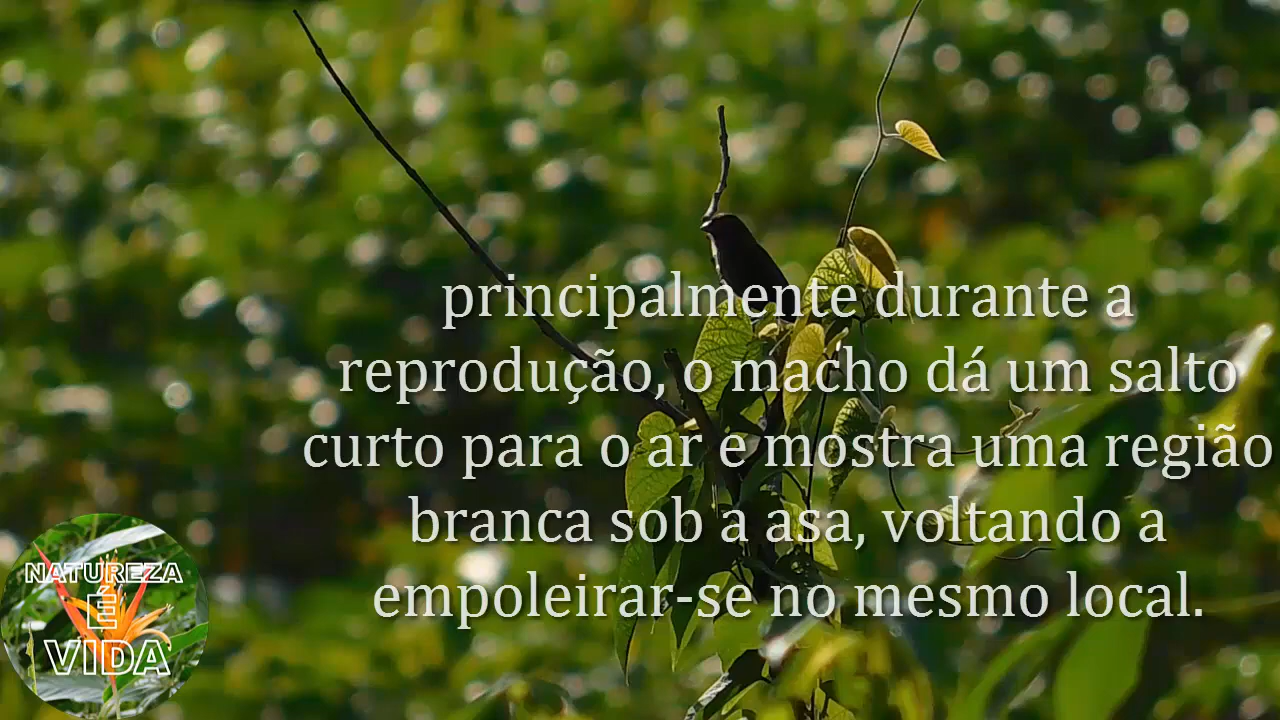 principalmente durante a
reprodução, o macho dá um salto
curto para o ar e mostra uma região
branca sob a asa, voltando a
empoleirar-se no mesmo local.
NATUREZA
É
VIDA